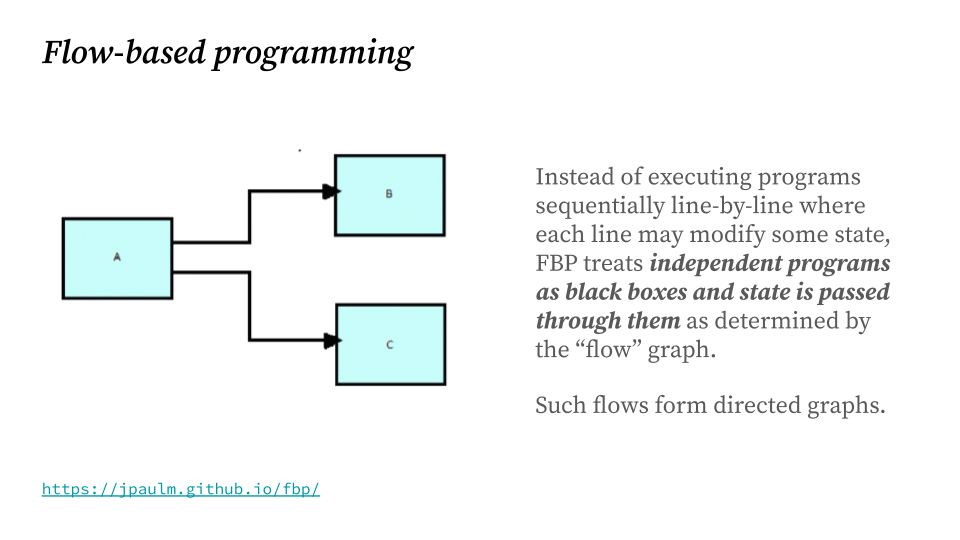 Flow-based programming
A
B
C
Instead of executing programs
sequentially line-by-line where
each line may modify some state,
FBP treats independent programs
as black boxes and state is passed
through them as determined by
the “flow” graph.
Such flows form directed graphs.
https://jpaulm.github.io/fbp/